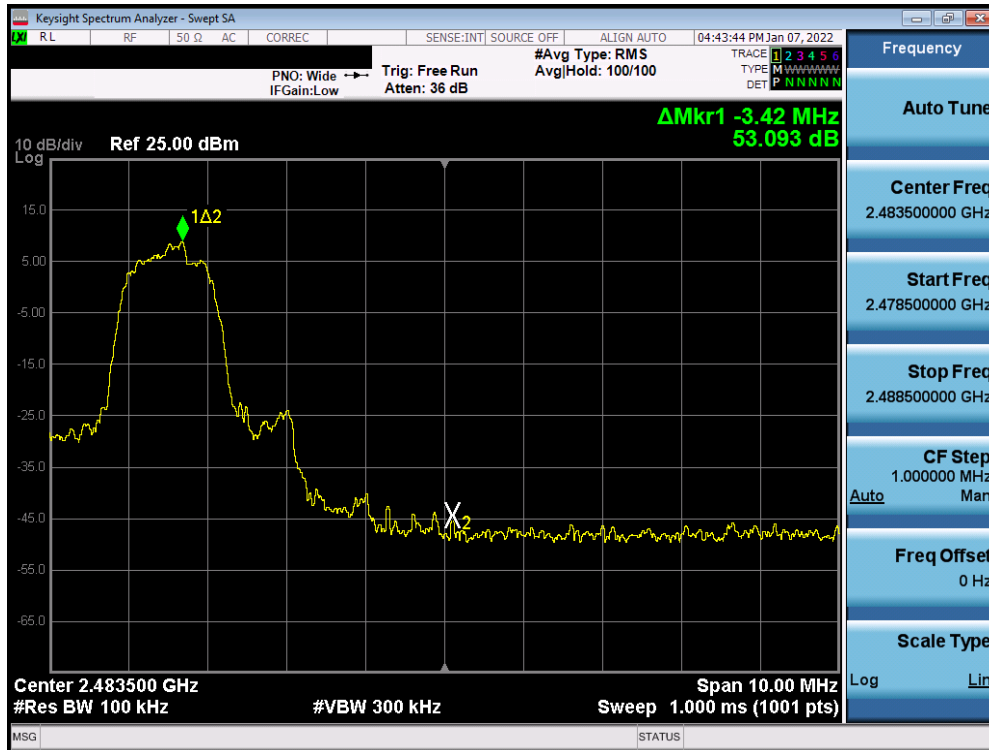 Keysight Spectrum Analyzer - Swept SA
LXI RL RF 50 Ω AC CORREC SENSE:INT SOURCE OFF ALIGN AUTO 04:43:44 PM Jan 07, 2022
PNO: Wide Trig: Free Run #Avg Type: RMS TRACE 1 2 3 4 5 6
IFGain:Low Atten: 36 dB Avg|Hold: 100/100 TYPE M WWWWW
DET P N N N N N
ΔMkr1 -3.42 MHz
53.093 dB
10 dB/div Ref 25.00 dBm
Log
15.0
1Δ2
5.00
-5.00
-15.0
-25.0
-35.0
-45.0
2
-55.0
-65.0
Center 2.483500 GHz Span 10.00 MHz
#Res BW 100 kHz #VBW 300 kHz Sweep 1.000 ms (1001 pts)
MSG STATUS
Frequency
Auto Tune
Center Freq
2.483500000 GHz
Start Freq
2.478500000 GHz
Stop Freq
2.488500000 GHz
CF Step
1.000000 MHz
Auto Man
Freq Offset
0 Hz
Scale Type
Log Lin